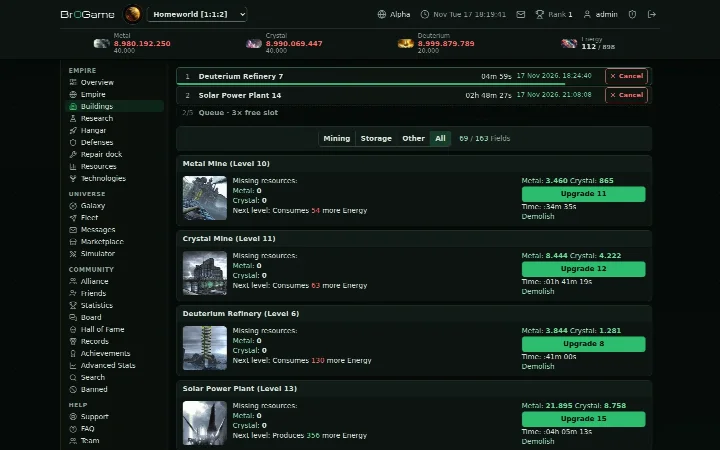 BrOGame
Homeworld [1:1:2]
Alpha
Nov Tue 17 18:19:41
Rank 1
admin
Metal
8.980.192.250
40,000
Crystal
8.990.069.447
40,000
Deuterium
8.999.879.789
20,000
Energy
112 / 898
EMPIRE
Overview
Empire
Buildings
Research
Hangar
Defenses
Repair dock
Resources
Technologies
UNIVERSE
Galaxy
Fleet
Messages
Marketplace
Simulator
COMMUNITY
Alliance
Friends
Statistics
Board
Hall of Fame
Records
Achievements
Advanced Stats
Search
Banned
HELP
Support
FAQ
Team
1 Deuterium Refinery 7 04m 59s 17 Nov 2026, 18:24:40 × Cancel
2 Solar Power Plant 14 02h 48m 27s 17 Nov 2026, 21:08:08 × Cancel
2/5 Queue · 3× free slot
Mining Storage Other All 69 / 163 Fields
Metal Mine (Level 10)
Missing resources:
Metal: 0
Crystal: 0
Next level: Consumes 54 more Energy
Metal: 3.460 Crystal: 865
Upgrade 11
Time: :34m 35s
Demolish
Crystal Mine (Level 11)
Missing resources:
Metal: 0
Crystal: 0
Next level: Consumes 63 more Energy
Metal: 8.444 Crystal: 4.222
Upgrade 12
Time: :01h 41m 19s
Demolish
Deuterium Refinery (Level 6)
Missing resources:
Metal: 0
Crystal: 0
Next level: Consumes 130 more Energy
Metal: 3.844 Crystal: 1.281
Upgrade 8
Time: :41m 00s
Demolish
Solar Power Plant (Level 13)
Missing resources:
Metal: 0
Crystal: 0
Next level: Produces 356 more Energy
Metal: 21.895 Crystal: 8.758
Upgrade 15
Time: :04h 05m 13s
Demolish